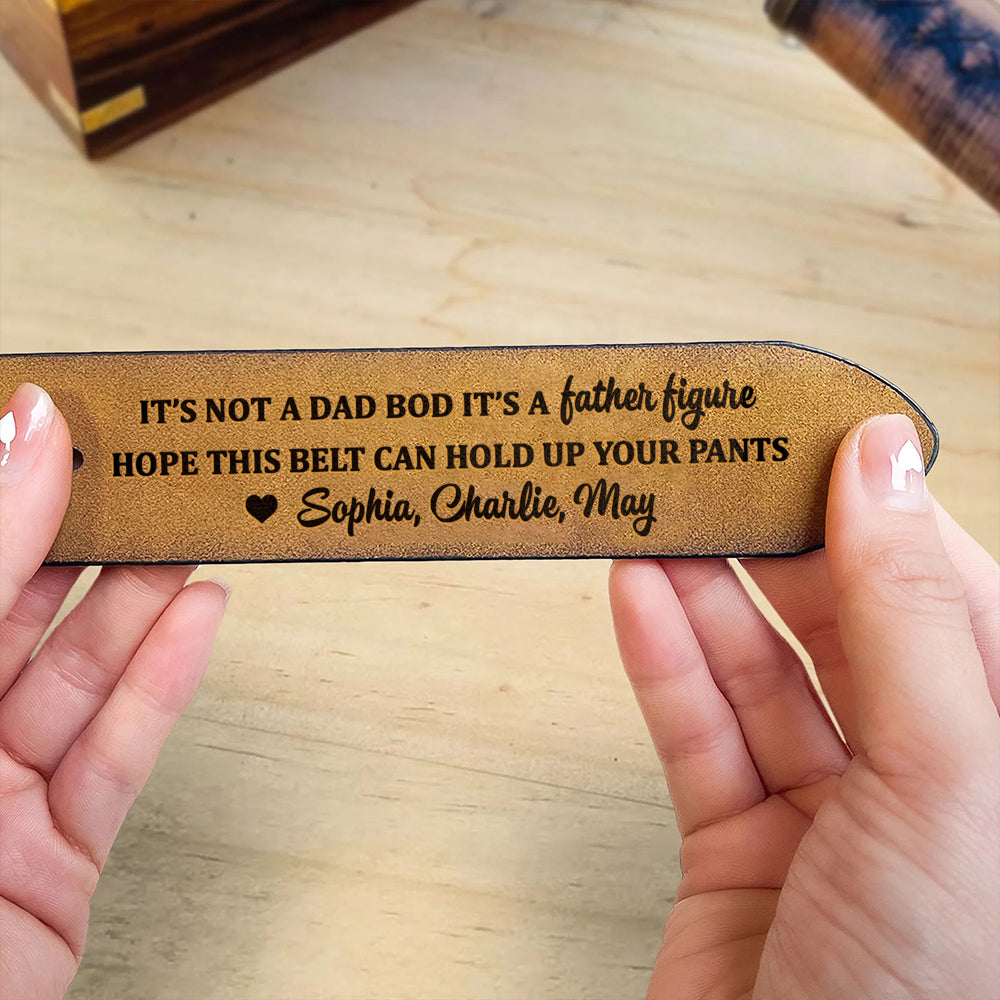 IT'S NOT A DAD BOD IT'S A father figure
HOPE THIS BELT CAN HOLD UP YOUR PANTS
♥ Sophia, Charlie, May